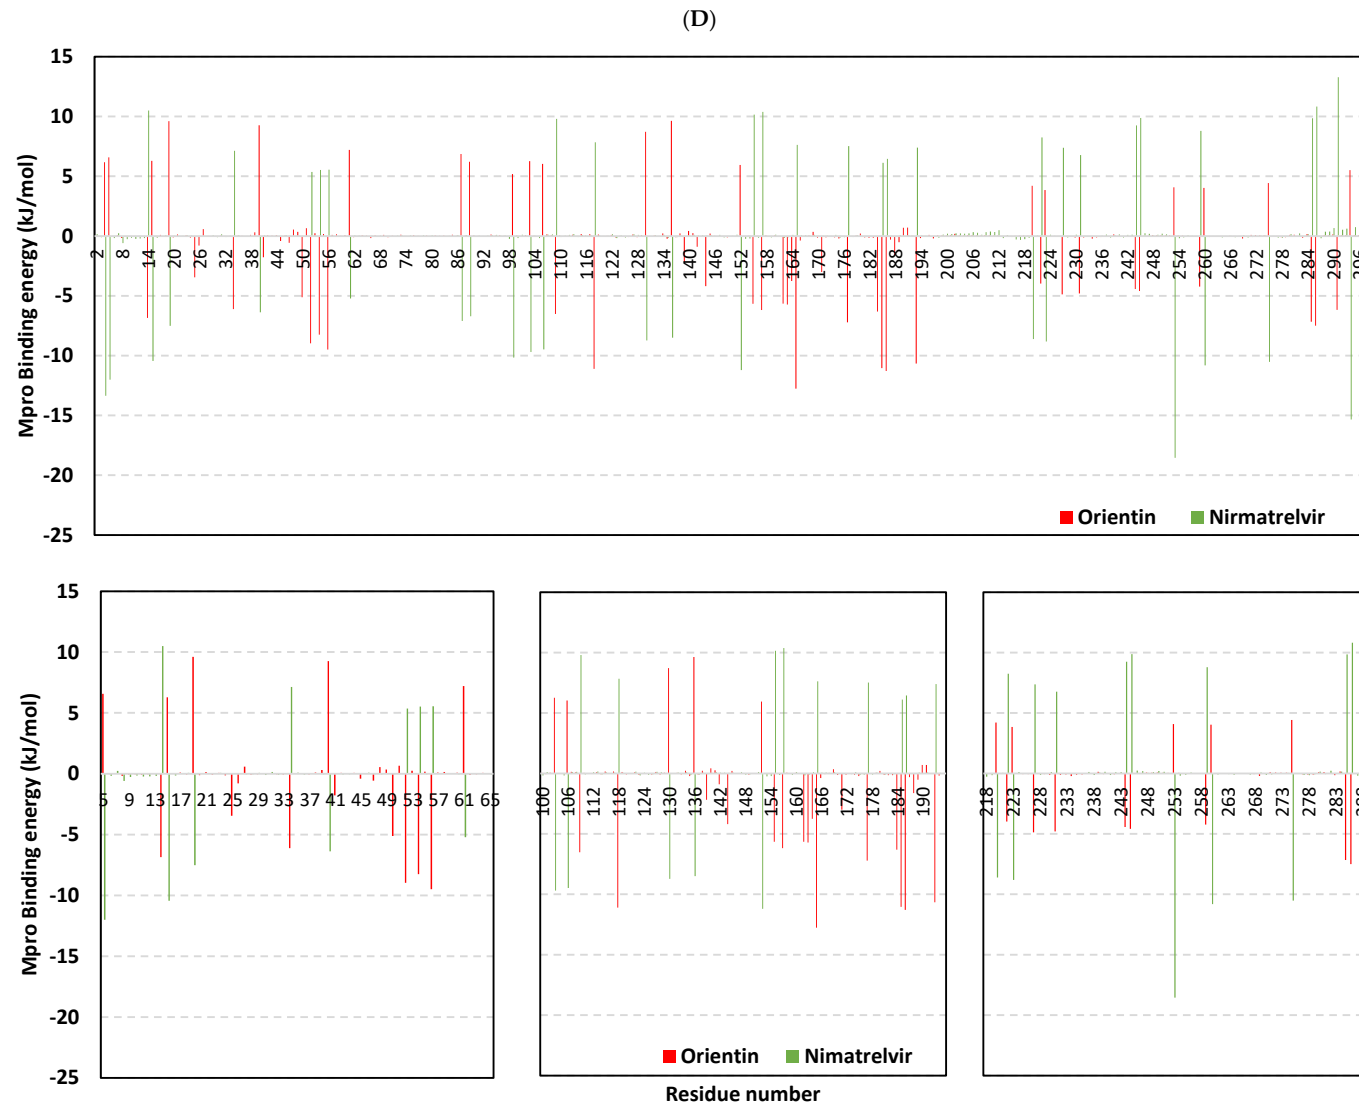 (D)
15
10
5
0
-5
-10
-15
-20
-25
Mpro Binding energy (kJ/mol)
2 8 14 20 26 32 38 44 50 56 62 68 74 80 86 92 98 104 110 116 122 128 134 140 146 152 158 164 170 176 182 188 194 200 206 212 218 224 230 236 242 248 254 260 266 272 278 284 290 296
Orientin Nirmatrelvir
15
10
5
0
-5
-10
-15
-20
-25
Mpro Binding energy (kJ/mol)
5 9 13 17 21 25 29 33 37 41 45 49 53 57 61 65
100 106 112 118 124 130 136 142 148 154 160 166 172 178 184 190
218 223 228 233 238 243 248 253 258 263 268 273 278 283 288
Orientin Nimatrelvir
Residue number